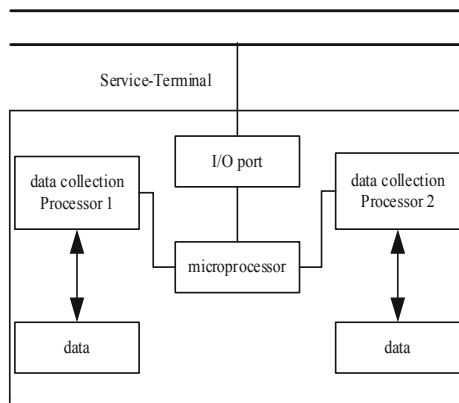 Service-Terminal
I/O port
data collection
Processor 1
data collection
Processor 2
microprocessor
data
data